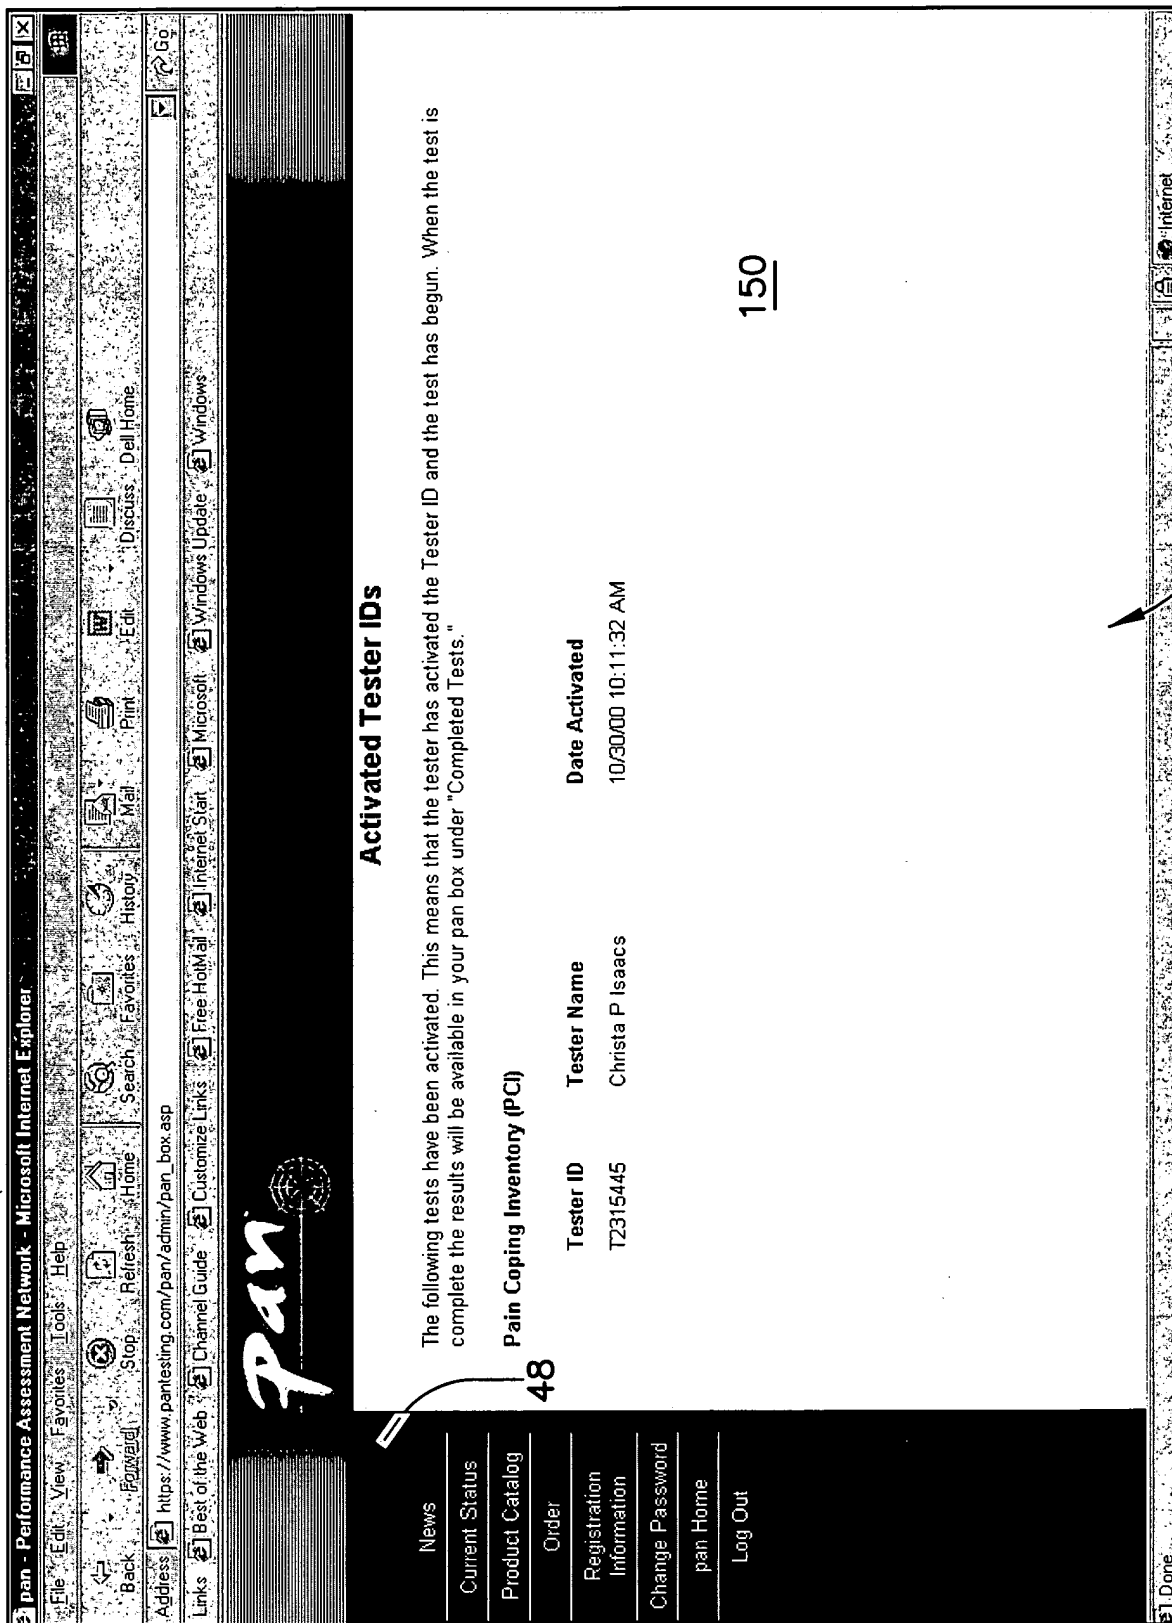 pan - Performance Assessment Network - Microsoft Internet Explorer
File Edit View Favorites Tools Help
Back Forward Stop Refresh Home Search Favorites History Mail Print Edit Discuss Dell Home
Address https://www.pantesting.com/pan/admin/pan_box.asp Go
Links Best of the Web Channel Guide Customize Links Free HotMail Internet Start Microsoft Windows Update Windows
Pan
News
Current Status
Product Catalog
Order
Registration
Information
Change Password
pan Home
Log Out
48
Activated Tester IDs
The following tests have been activated. This means that the tester has activated the Tester ID and the test has begun. When the test is
complete the results will be available in your pan box under "Completed Tests."
Pain Coping Inventory (PCI)
Tester ID Tester Name Date Activated
T2315445 Christa P Isaacs 10/30/00 10:11:32 AM
150
Done Internet